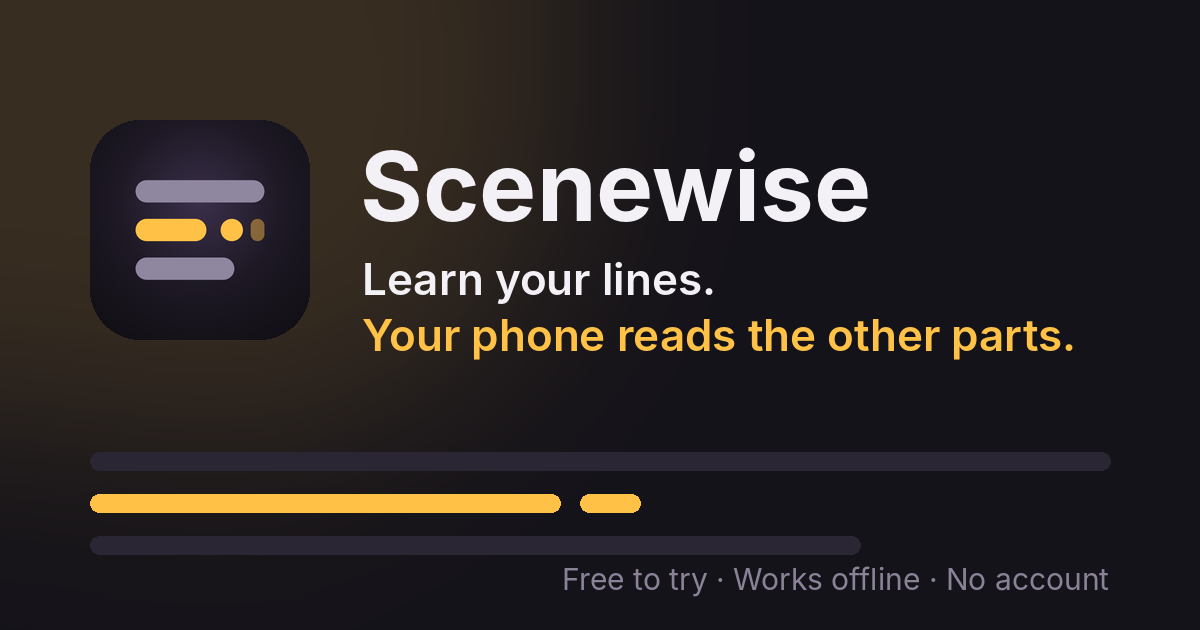 Scenewise
Learn your lines.
Your phone reads the other parts.
Free to try · Works offline · No account